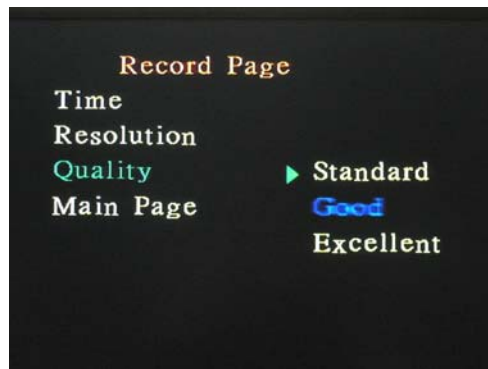 Record Page
Time
Resolution
Quality
Standard
Main Page
Good
Excellent